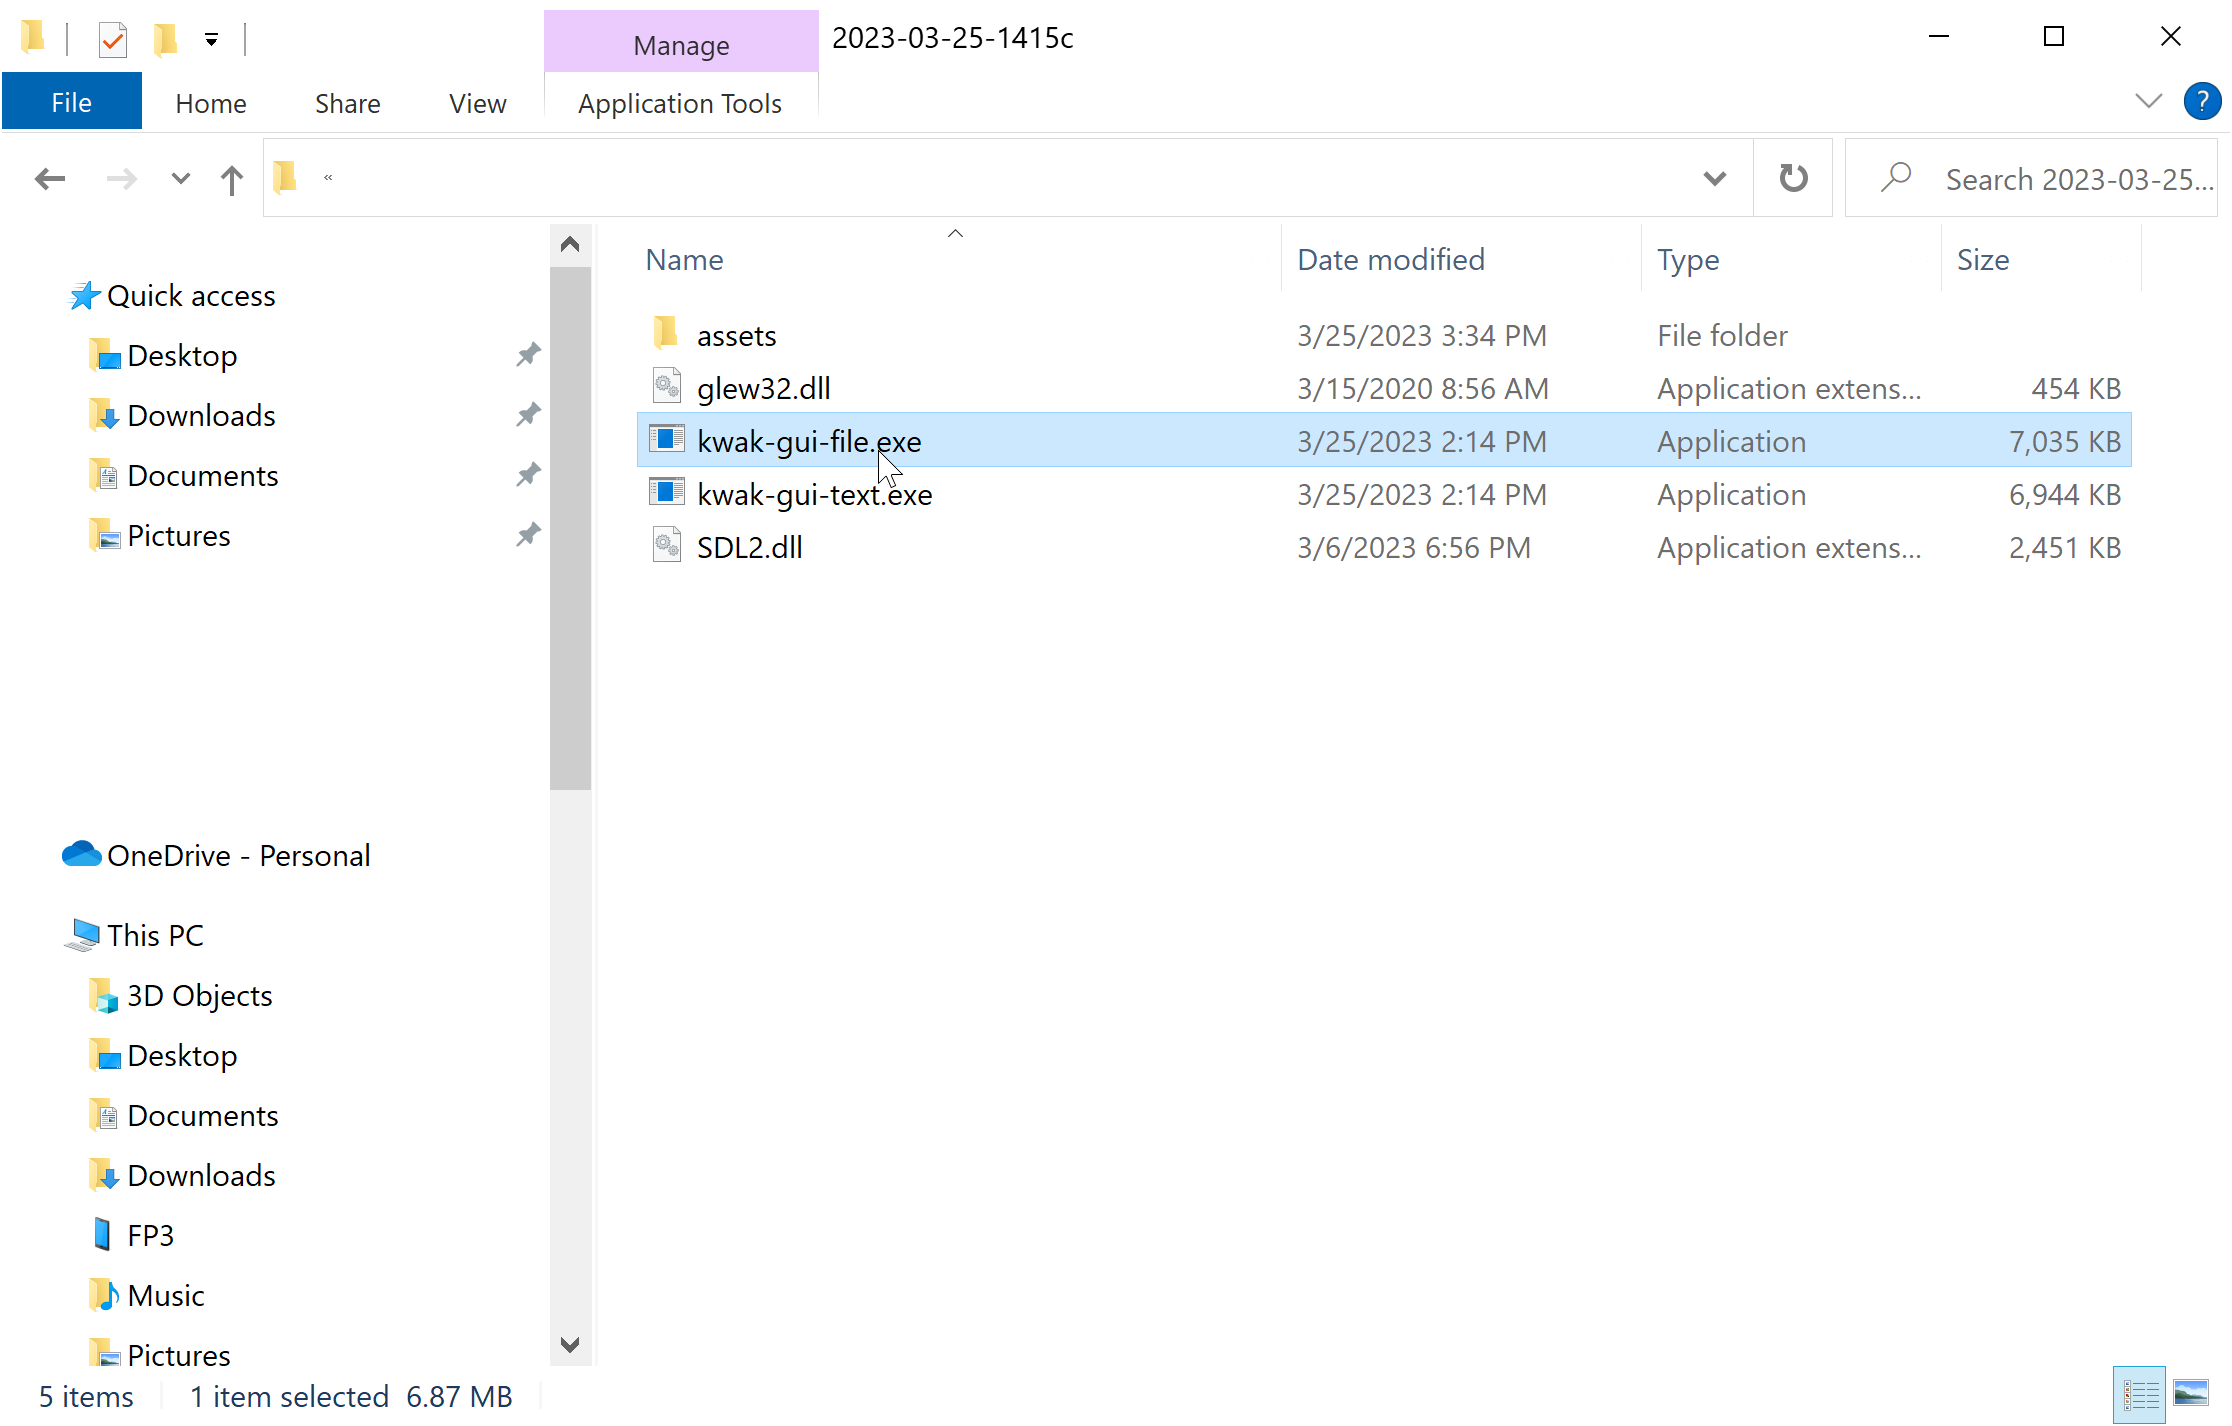 Manage
2023-03-25-1415c
File
Home
Share
View
Application Tools
?
«
Search 2023-03-25...
Name
Date modified
Type
Size
Quick access
Desktop
Downloads
Documents
Pictures
OneDrive - Personal
This PC
3D Objects
Desktop
Documents
Downloads
FP3
Music
Pictures
assets 3/25/2023 3:34 PM File folder
glew32.dll 3/15/2020 8:56 AM Application extens... 454 KB
kwak-gui-file.exe 3/25/2023 2:14 PM Application 7,035 KB
kwak-gui-text.exe 3/25/2023 2:14 PM Application 6,944 KB
SDL2.dll 3/6/2023 6:56 PM Application extens... 2,451 KB
5 items
1 item selected 6.87 MB